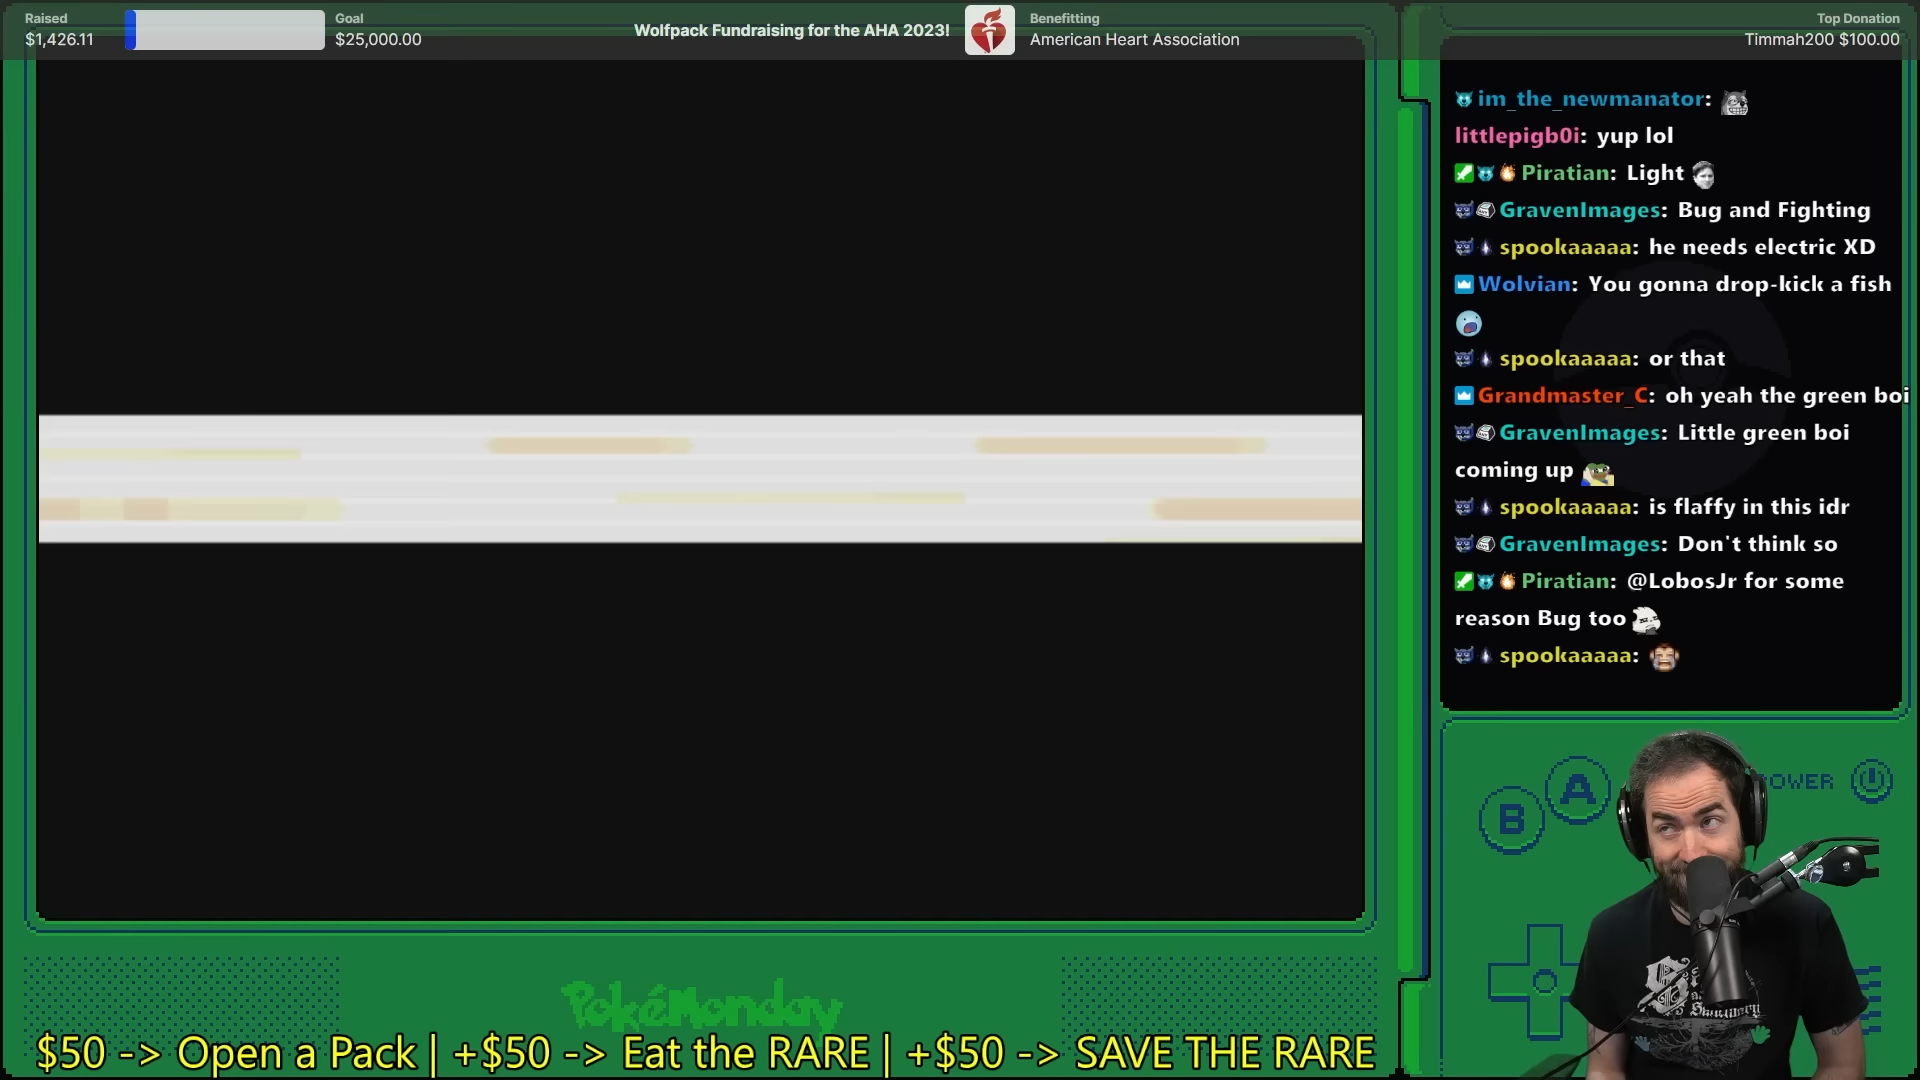 Raised
$1,426.11
Goal
$25,000.00
Wolfpack Fundraising for the AHA 2023!
Benefitting
American Heart Association
Top Donation
Timmah200 $100.00
im_the_newmanator:
littlepigb0i: yup lol
Piratian: Light
GravenImages: Bug and Fighting
spookaaaaa: he needs electric XD
Wolvian: You gonna drop-kick a fish
spookaaaaa: or that
Grandmaster_C: oh yeah the green boi
GravenImages: Little green boi
coming up
spookaaaaa: is flaffy in this idr
GravenImages: Don't think so
Piratian: @LobosJr for some
reason Bug too
spookaaaaa:
B
A
POWER
PokéMonday
$50 -> Open a Pack | +$50 -> Eat the RARE | +$50 -> SAVE THE RARE